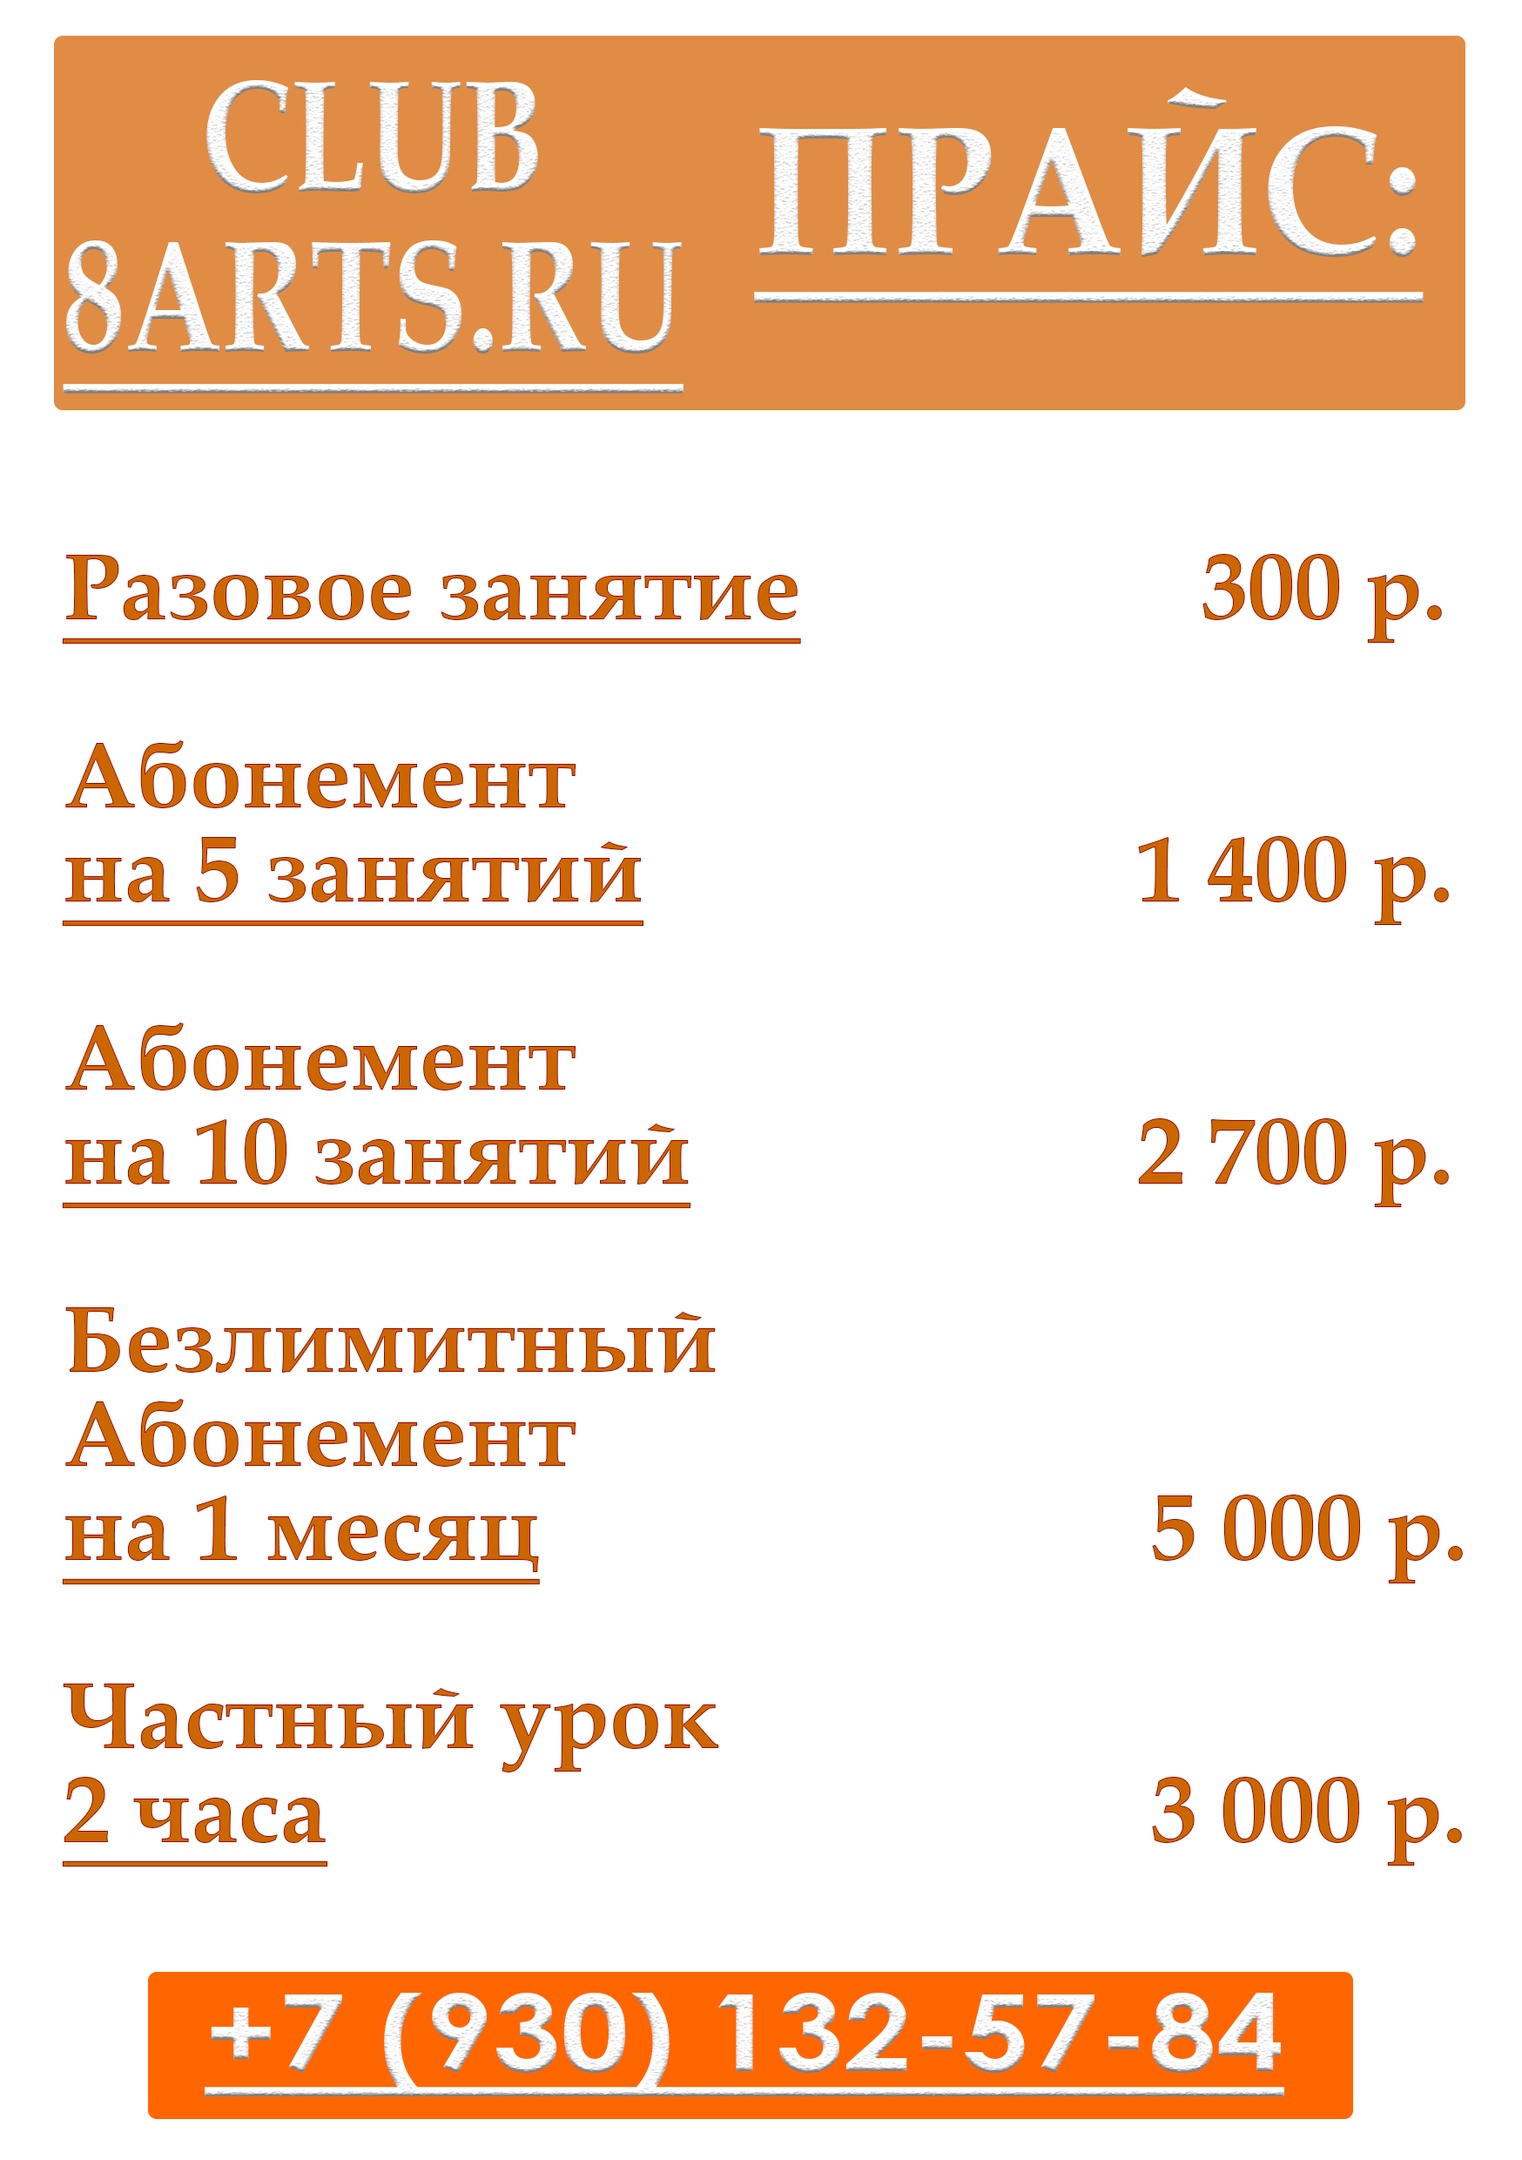 CLUB
8ARTS.RU
ПРАЙС:
Разовое занятие 300 р.
Абонемент
на 5 занятий 1 400 р.
Абонемент
на 10 занятий 2 700 р.
Безлимитный
Абонемент
на 1 месяц 5 000 р.
Частный урок
2 часа 3 000 р.
+7 (930) 132-57-84